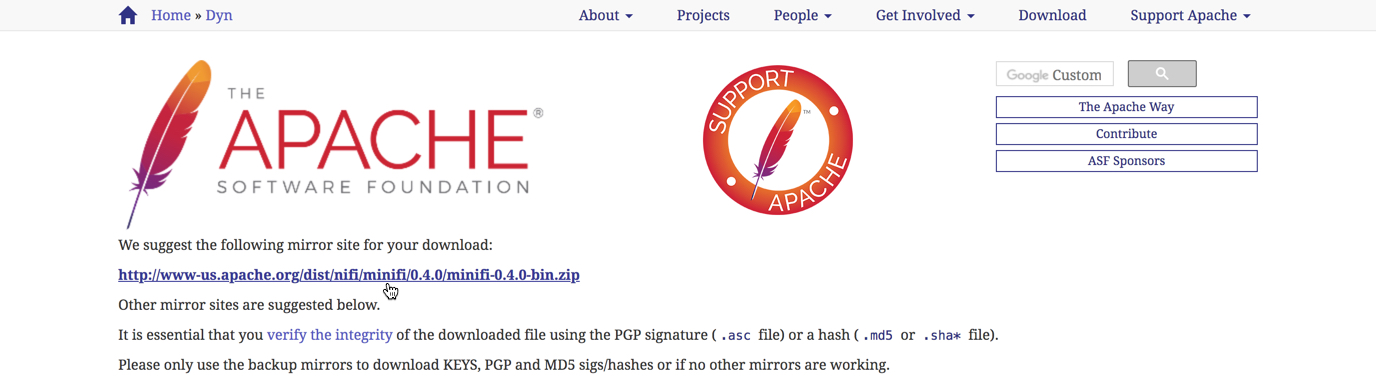 Home » Dyn About Projects People Get Involved Download Support Apache
THE
APACHE®
SOFTWARE FOUNDATION
SUPPORT
APACHE
™
Google Custom
The Apache Way
Contribute
ASF Sponsors
We suggest the following mirror site for your download:
http://www-us.apache.org/dist/nifi/minifi/0.4.0/minifi-0.4.0-bin.zip
Other mirror sites are suggested below.
It is essential that you verify the integrity of the downloaded file using the PGP signature ( .asc file) or a hash ( .md5 or .sha* file).
Please only use the backup mirrors to download KEYS, PGP and MD5 sigs/hashes or if no other mirrors are working.